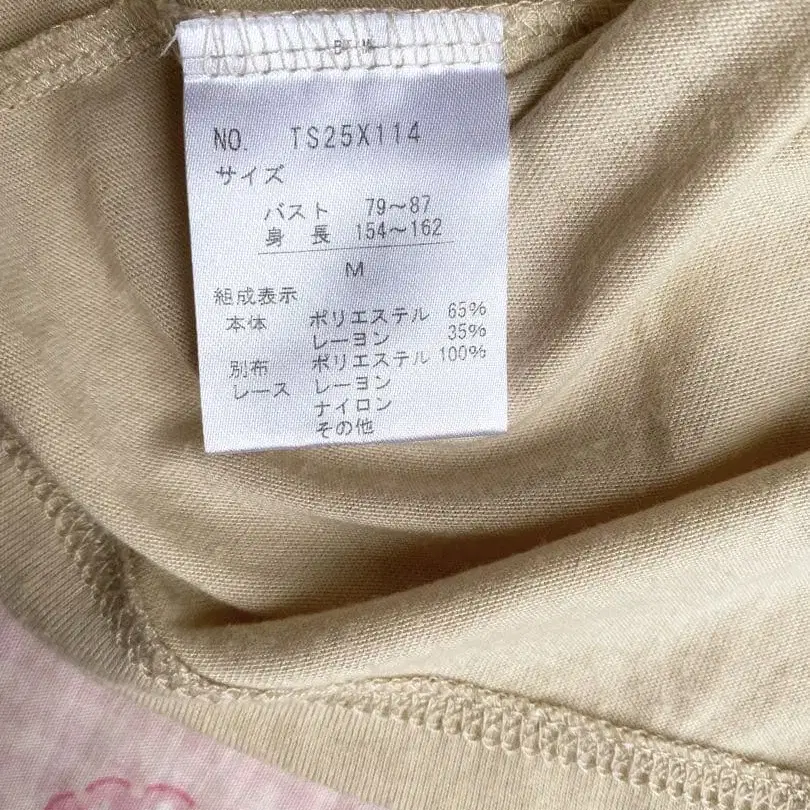 NO. TS25X114
サイズ
バスト 79〜87
身長 154〜162
M
組成表示
本体 ポリエステル 65%
レーヨン 35%
別布 ポリエステル 100%
レース レーヨン
ナイロン
その他